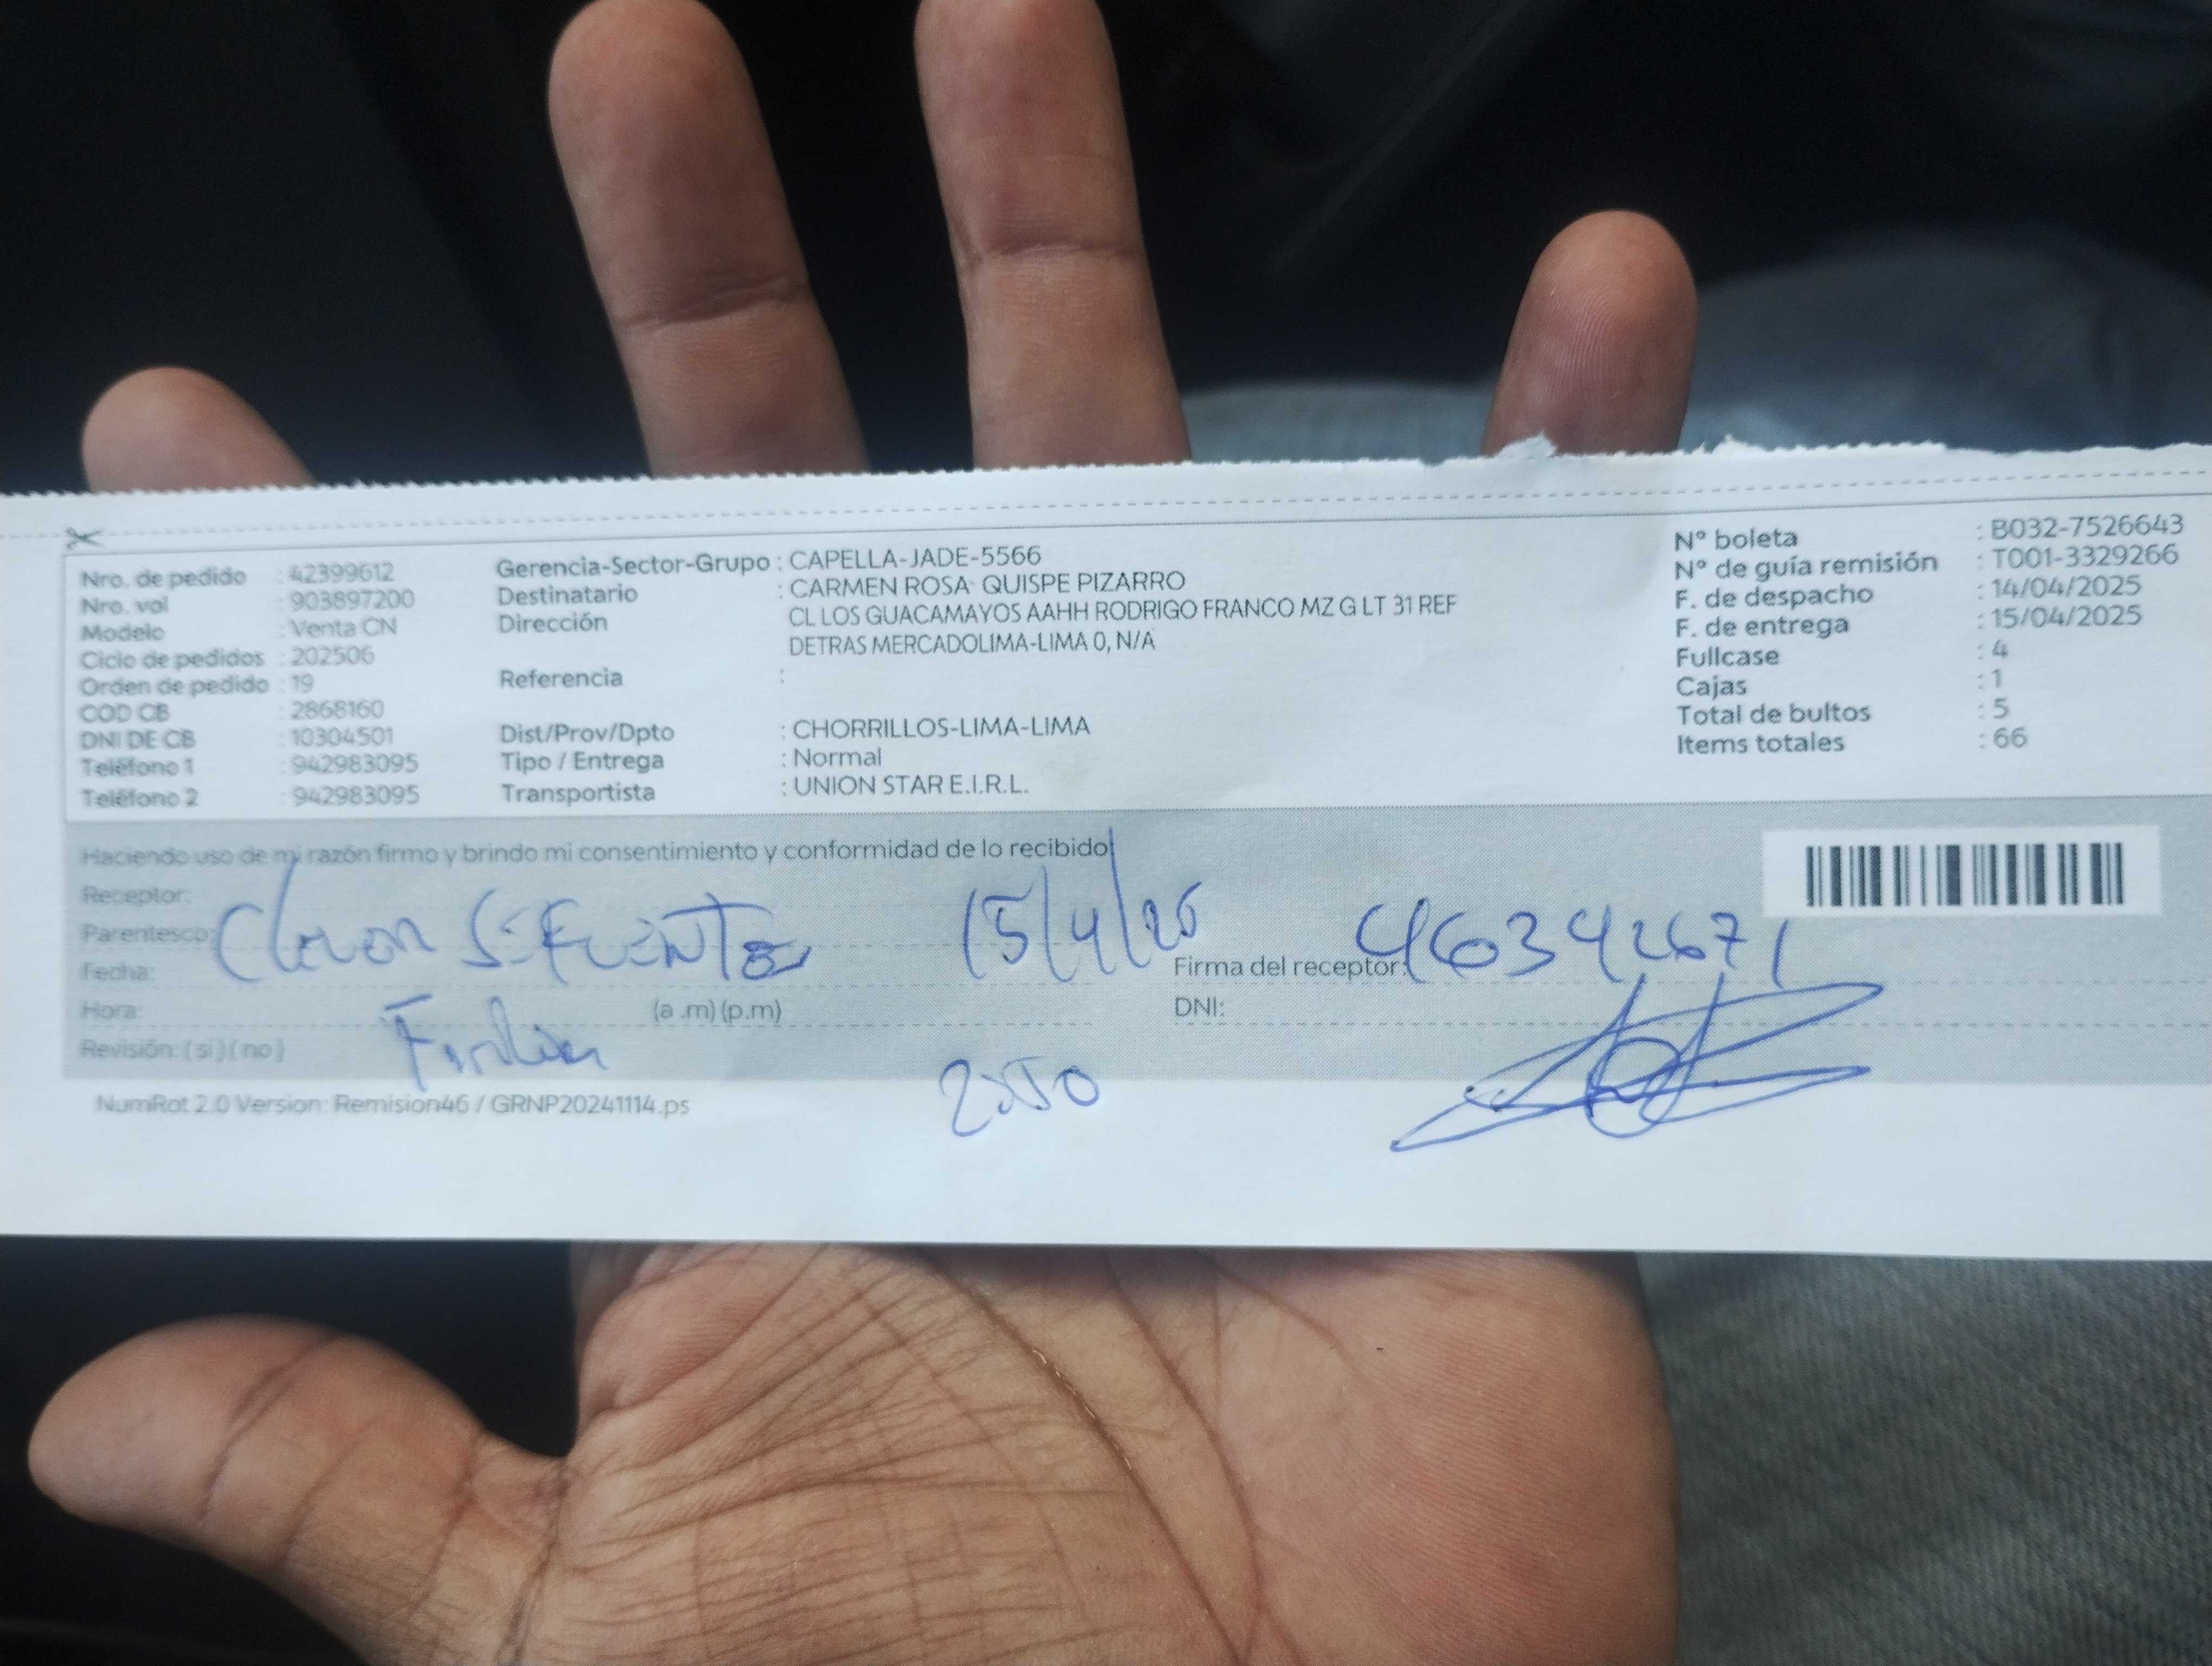 Nro. de pedido : 42399612
Nro. vol : 903897200
Modelo : Venta CN
Ciclo de pedidos : 202506
Orden de pedido : 19
COD CB : 2868160
DNI DE CB : 10304501
Teléfono 1 : 942983095
Teléfono 2 : 942983095
Gerencia-Sector-Grupo : CAPELLA-JADE-5566
Destinatario : CARMEN ROSA QUISPE PIZARRO
Dirección CL LOS GUACAMAYOS AAHH RODRIGO FRANCO MZ G LT 31 REF
DETRAS MERCADOLIMA-LIMA 0, N/A
Referencia :
Dist/Prov/Dpto : CHORRILLOS-LIMA-LIMA
Tipo / Entrega : Normal
Transportista : UNION STAR E.I.R.L.
Nº boleta : B032-7526643
Nº de guía remisión : T001-3329266
F. de despacho : 14/04/2025
F. de entrega : 15/04/2025
Fullcase : 4
Cajas : 1
Total de bultos : 5
Items totales : 66
Haciendo uso de mi razón firmo y brindo mi consentimiento y conformidad de lo recibido
Receptor:
Parentesco: 15/4/25 46342671
Fecha: Firma del receptor:
Hora: (a .m) (p.m) DNI:
Revisión: ( si ) ( no )
NumRot 2.0 Version: Remision46 / GRNP20241114.ps